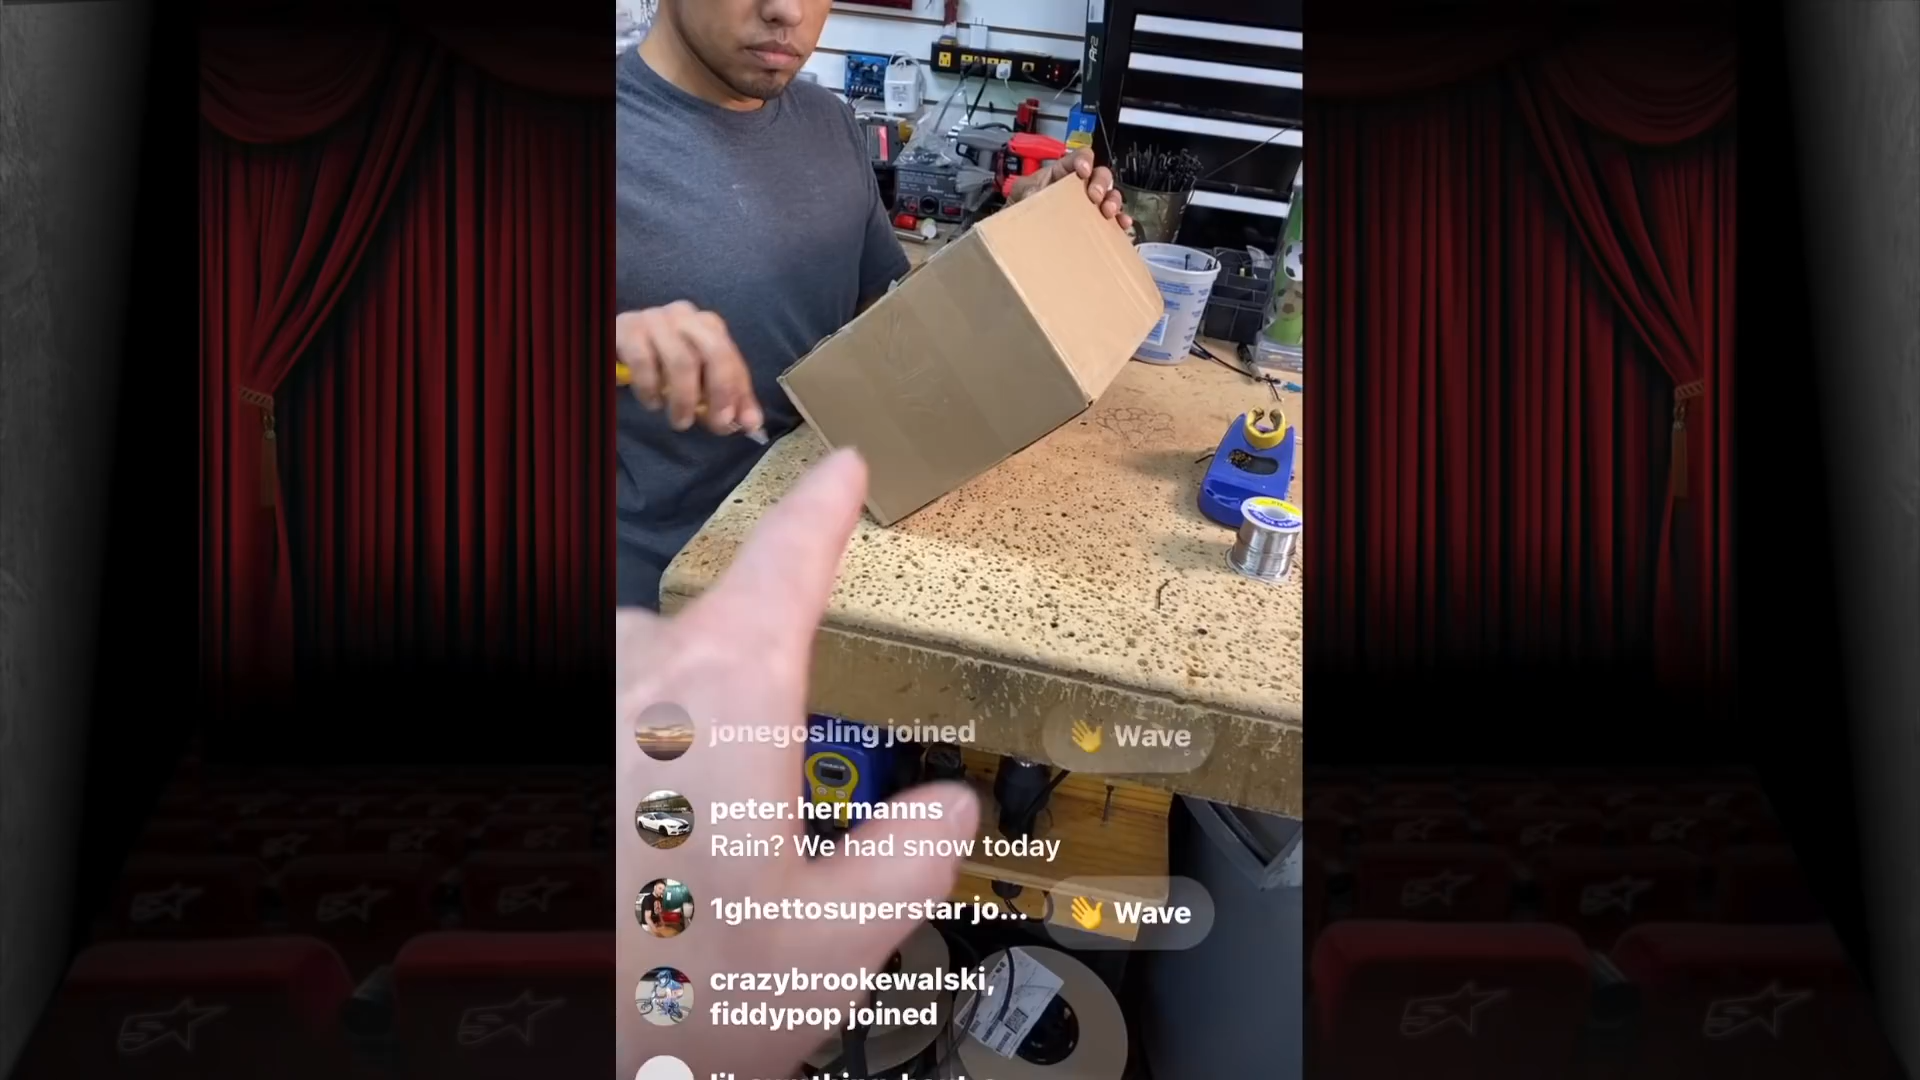 jonegosling joined
👋 Wave
peter.hermanns
Rain? We had snow today
1ghettosuperstar jo...
👋 Wave
crazybrookewalski,
fiddypop joined